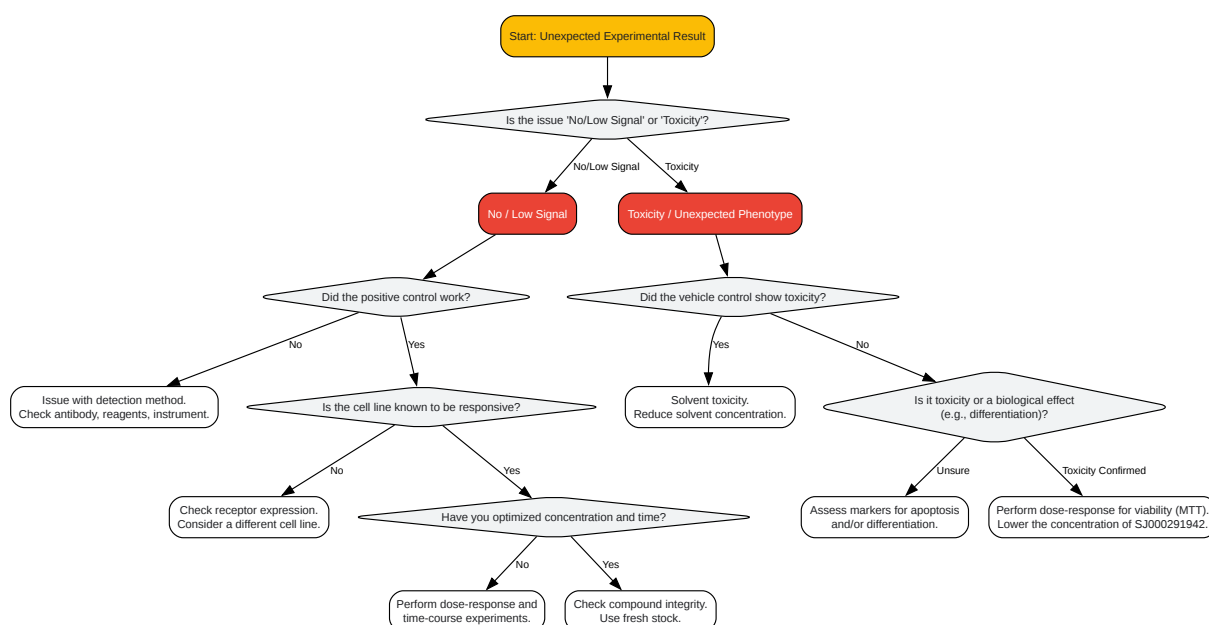 Start: Unexpected Experimental Result
Is the issue 'No/Low Signal' or 'Toxicity'?
No/Low Signal
Toxicity
No / Low Signal
Toxicity / Unexpected Phenotype
Did the positive control work?
Did the vehicle control show toxicity?
No
Yes
Yes
No
Issue with detection method.
Check antibody, reagents, instrument.
Is the cell line known to be responsive?
Solvent toxicity.
Reduce solvent concentration.
Is it toxicity or a biological effect
(e.g., differentiation)?
No
Yes
Unsure
Toxicity Confirmed
Check receptor expression.
Consider a different cell line.
Have you optimized concentration and time?
Assess markers for apoptosis
and/or differentiation.
Perform dose-response for viability (MTT).
Lower the concentration of SJ000291942.
No
Yes
Perform dose-response and
time-course experiments.
Check compound integrity.
Use fresh stock.